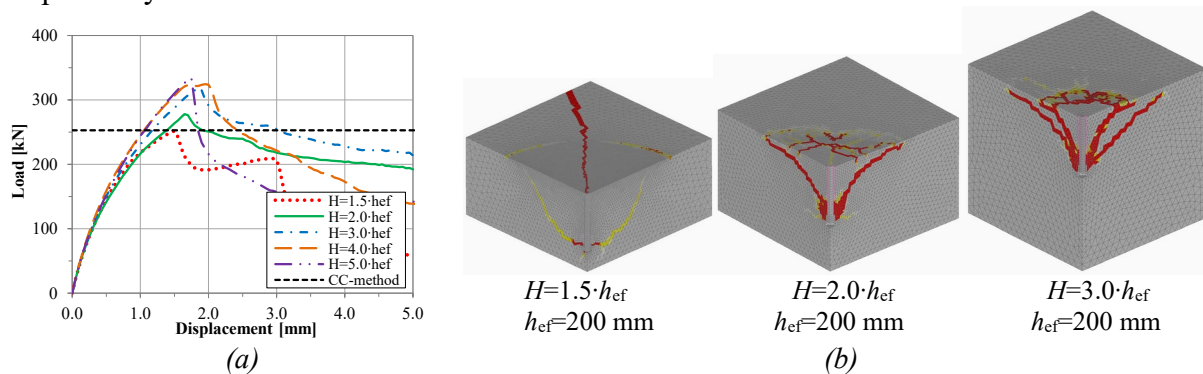 400
300
200
100
0
Load [kN]
H=1.5·hef
H=2.0·hef
H=3.0·hef
H=4.0·hef
H=5.0·hef
CC-method
0.0 1.0 2.0 3.0 4.0 5.0
Displacement [mm]
(a)
H=1.5·hef
hef=200 mm
H=2.0·hef
hef=200 mm
H=3.0·hef
hef=200 mm
(b)